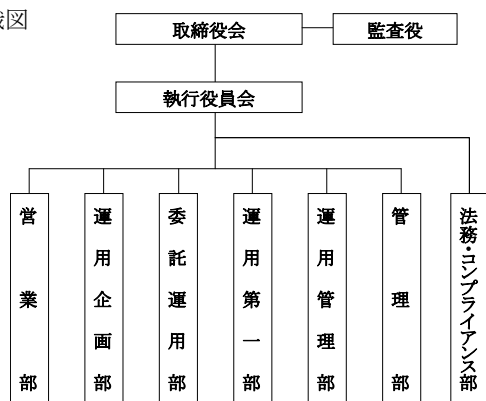 織図
取締役会
監査役
執行役員会
営業部
運用企画部
委託運用部
運用第一部
運用管理部
管理部
法務・コンプライアンス部